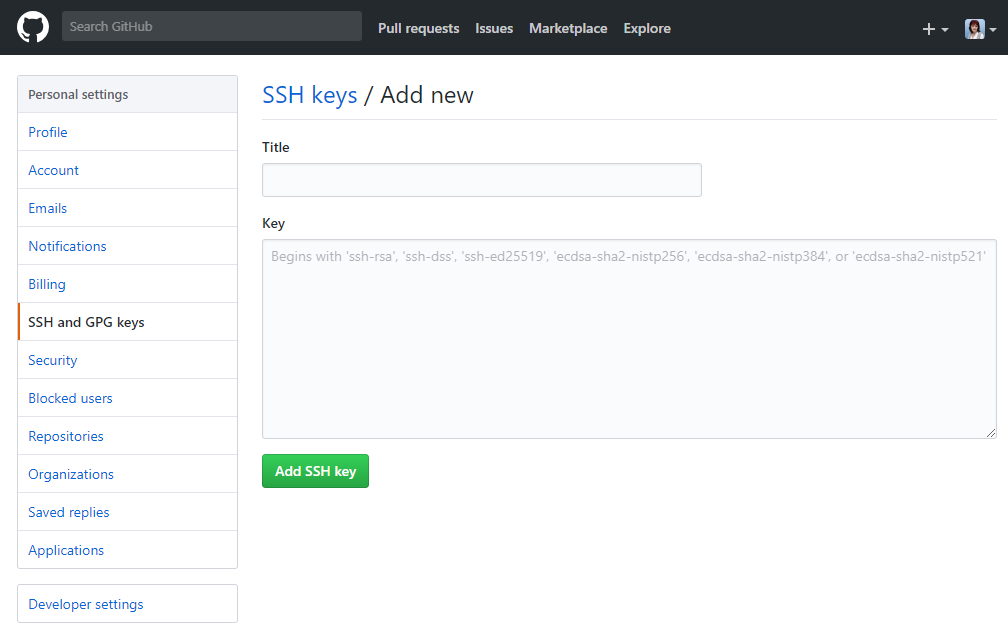 Search GitHub
Pull requests Issues Marketplace Explore
Personal settings
Profile
Account
Emails
Notifications
Billing
SSH and GPG keys
Security
Blocked users
Repositories
Organizations
Saved replies
Applications
Developer settings
SSH keys / Add new
Title
Key
Begins with 'ssh-rsa', 'ssh-dss', 'ssh-ed25519', 'ecdsa-sha2-nistp256', 'ecdsa-sha2-nistp384', or 'ecdsa-sha2-nistp521'
Add SSH key